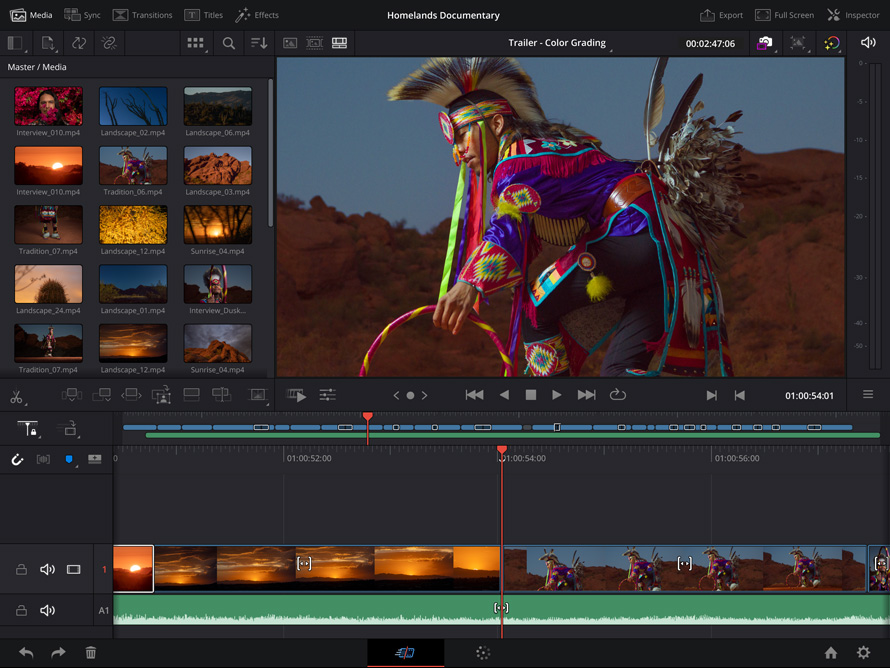 Media
Sync
Transitions
Titles
Effects
Homelands Documentary
Export
Full Screen
Inspector
Trailer - Color Grading
00:02:47:06
Master / Media
Interview_010.mp4
Landscape_02.mp4
Landscape_06.mp4
Interview_010.mp4
Tradition_06.mp4
Landscape_03.mp4
Tradition_07.mp4
Landscape_12.mp4
Sunrise_04.mp4
Landscape_24.mp4
Landscape_01.mp4
Interview_Dusk...
Tradition_07.mp4
Landscape_12.mp4
Sunrise_04.mp4
0
-5
-10
-15
-20
-30
-40
-50
01:00:54:01
0
01:00:52:00
01:00:54:00
01:00:56:00
1
A1